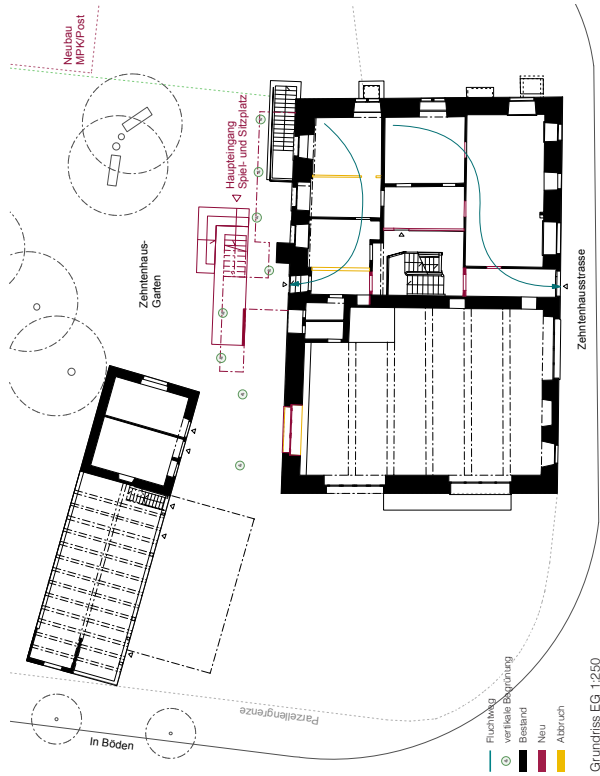 Neubau
MPK/Post
Haupteingang
Spiel- und Sitzplatz
Zehntenhaus-
Garten
Zehntenhausstrasse
Parzellengrenze
In Böden
Fluchtweg
vertikale Begrünung
Bestand
Neu
Abbruch
Grundriss EG 1:250